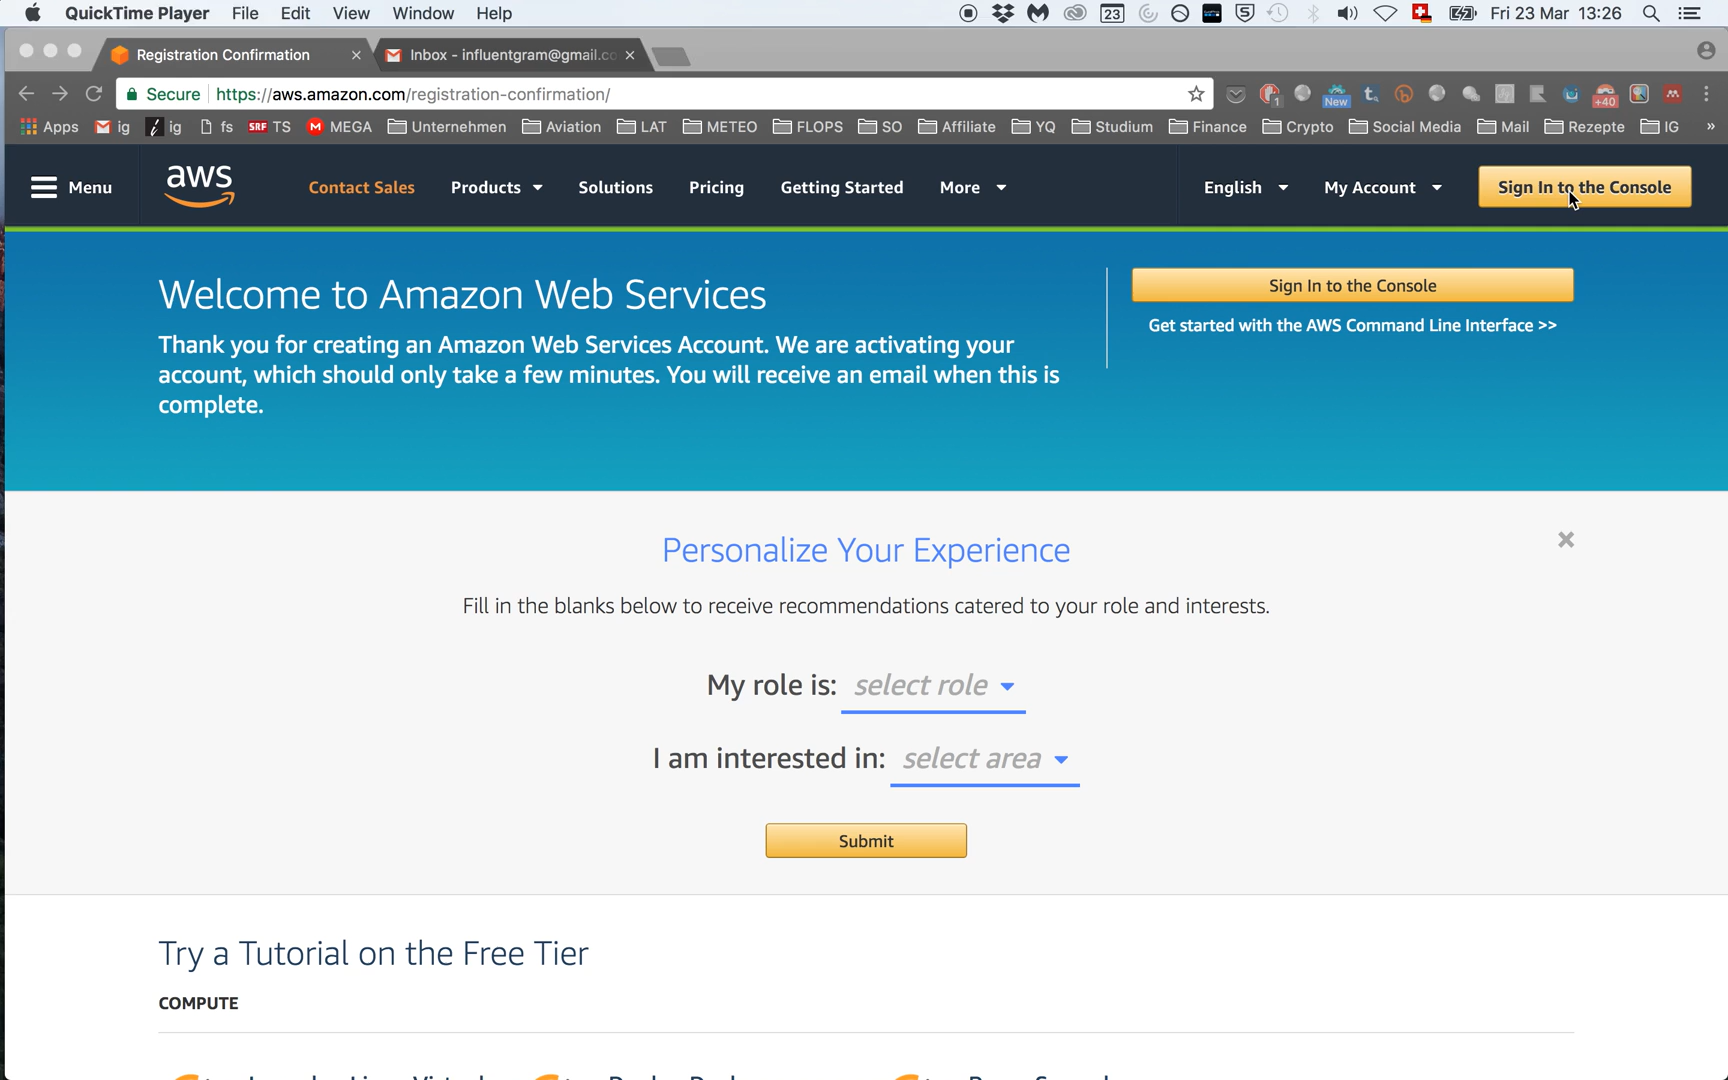 QuickTime Player File Edit View Window Help 23 5 Fri 23 Mar 13:26
Registration Confirmation Inbox - influentgram@gmail.co
Secure https://aws.amazon.com/registration-confirmation/ 1 New t. +40
Apps ig ig fs SRF TS MEGA Unternehmen Aviation LAT METEO FLOPS SO Affiliate YQ Studium Finance Crypto Social Media Mail Rezepte IG »
Menu aws Contact Sales Products Solutions Pricing Getting Started More English My Account Sign In to the Console
Welcome to Amazon Web Services
Thank you for creating an Amazon Web Services Account. We are activating your
account, which should only take a few minutes. You will receive an email when this is
complete.
Sign In to the Console
Get started with the AWS Command Line Interface >>
Personalize Your Experience
Fill in the blanks below to receive recommendations catered to your role and interests.
My role is: select role
I am interested in: select area
Submit
Try a Tutorial on the Free Tier
COMPUTE